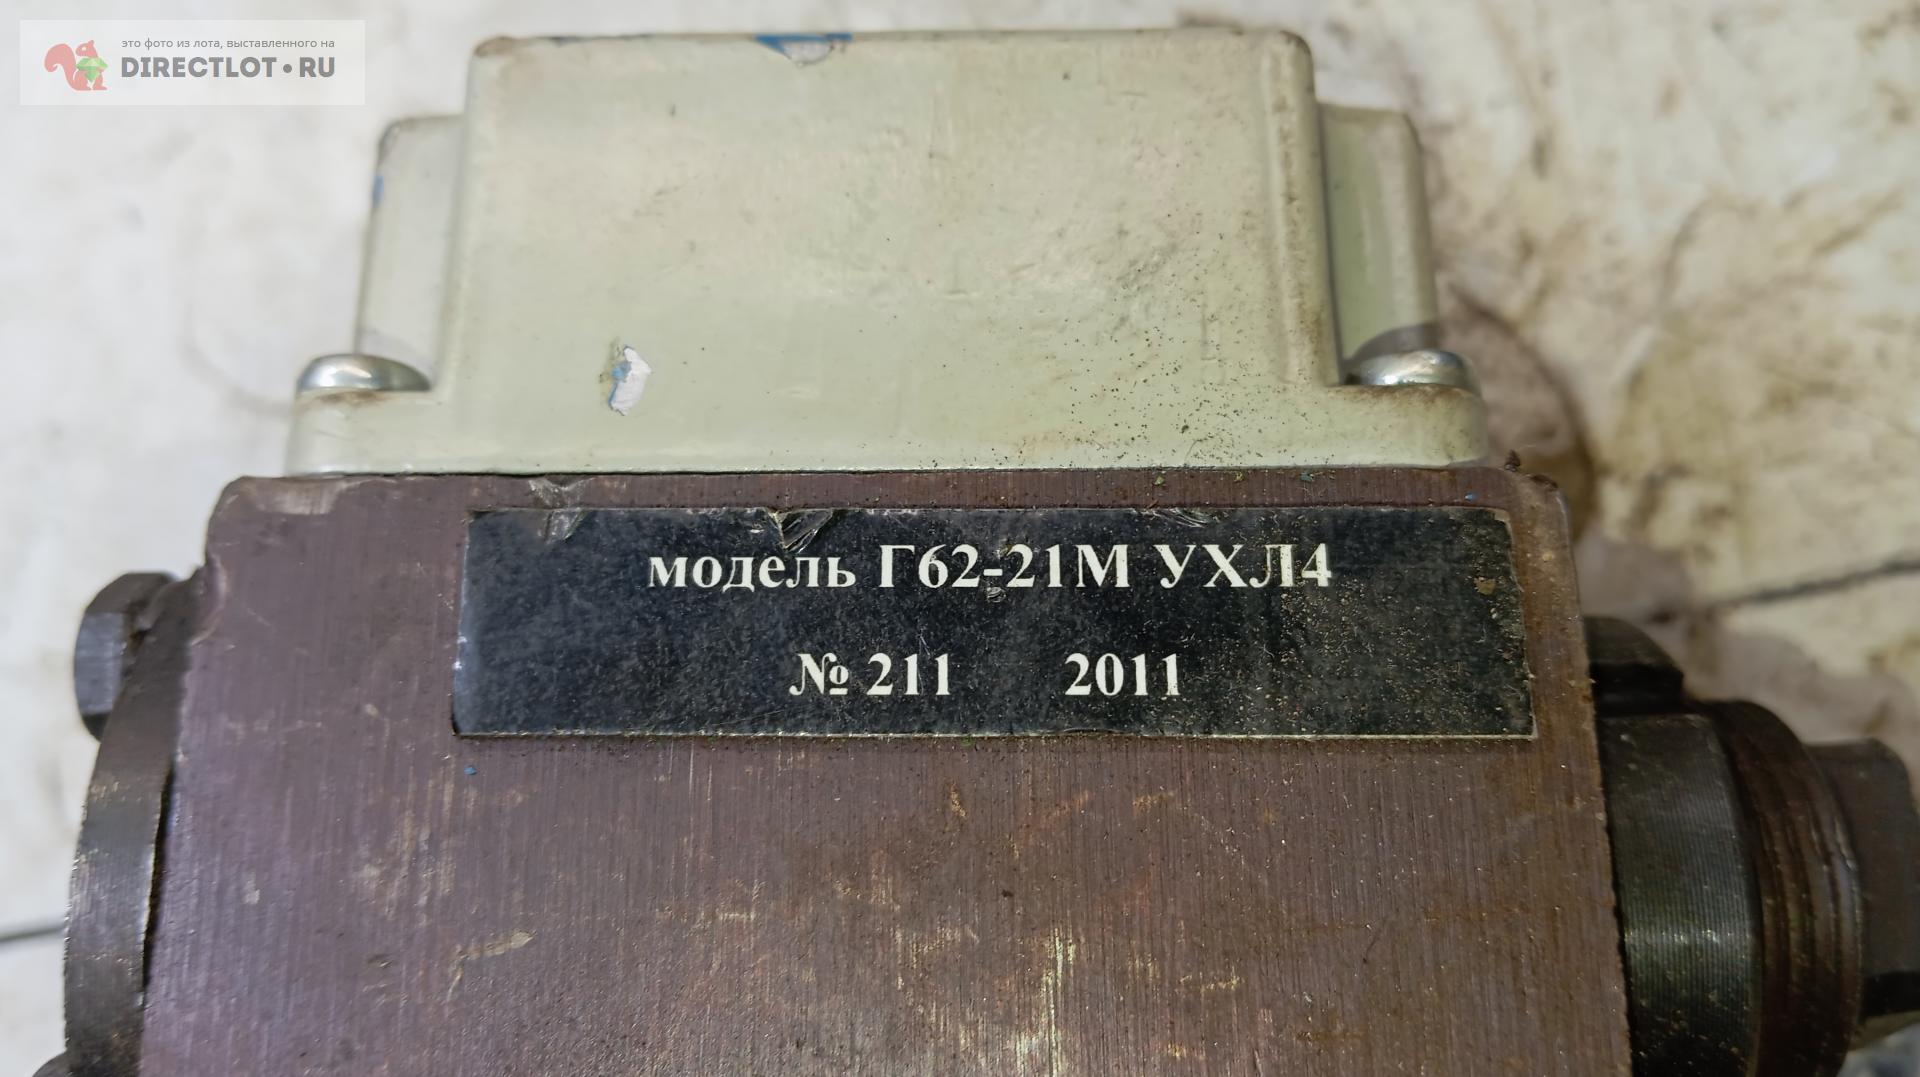 это фото из лота, выставленного на
DIRECTLOT•RU
модель Г62-21М УХЛ4
№ 211 2011